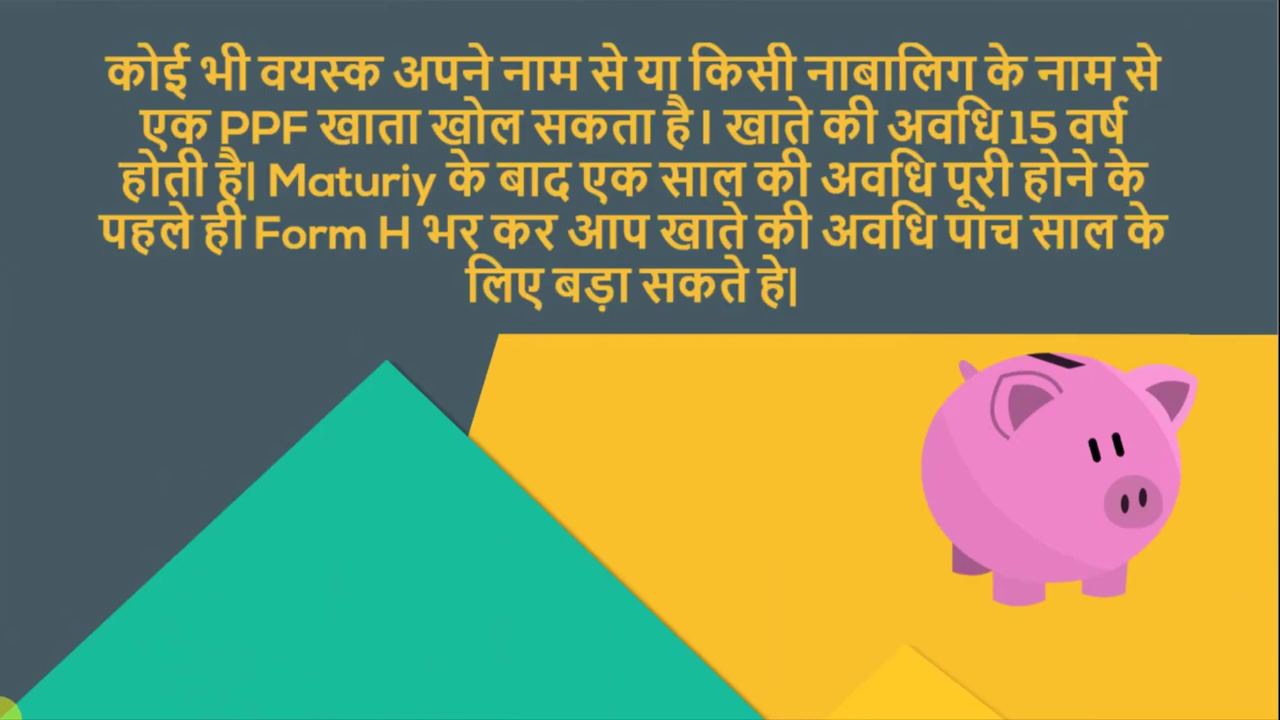 कोई भी वयस्क अपने नाम से या किसी नाबालिग के नाम से
एक PPF खाता खोल सकता है। खाते की अवधि 15 वर्ष
होती है| Maturiy के बाद एक साल की अवधि पूरी होने के
पहले ही Form H भर कर आप खाते की अवधि पांच साल के
लिए बड़ा सकते हे|